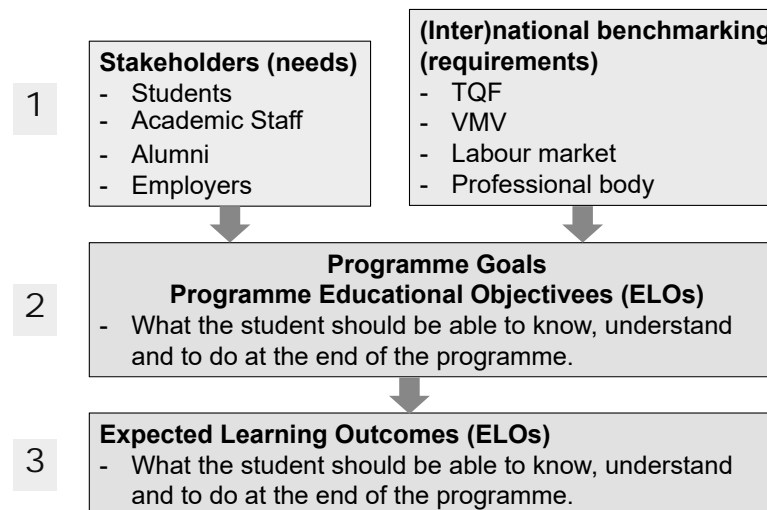 1
Stakeholders (needs)
- Students
- Academic Staff
- Alumni
- Employers
(Inter)national benchmarking
(requirements)
- TQF
- VMV
- Labour market
- Professional body
2
Programme Goals
Programme Educational Objectivees (ELOs)
- What the student should be able to know, understand
and to do at the end of the programme.
3
Expected Learning Outcomes (ELOs)
- What the student should be able to know, understand
and to do at the end of the programme.